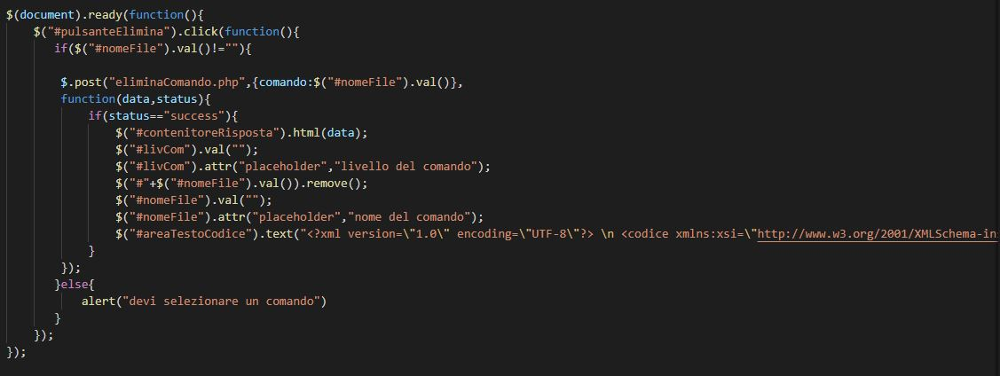 $(document).ready(function(){
$("#pulsanteElimina").click(function(){
if($("#nomeFile").val()!=""){
$.post("eliminaComando.php",{comando:$("#nomeFile").val()},
function(data,status){
if(status=="success"){
$("#contenitoreRisposta").html(data);
$("#livCom").val("");
$("#livCom").attr("placeholder","livello del comando");
$("#"+$("#nomeFile").val()).remove();
$("#nomeFile").val("");
$("#nomeFile").attr("placeholder","nome del comando");
$("#areaTestoCodice").text("<?xml version=\"1.0\" encoding=\"UTF-8\"?> \n <codice xmlns:xsi=\"http://www.w3.org/2001/XMLSchema-in
}
});
}else{
alert("devi selezionare un comando")
}
});
});